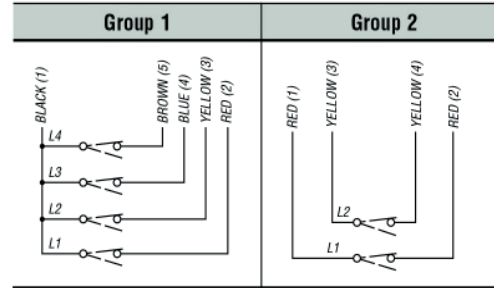 Group 1
Group 2
BLACK (1)
BROWN (5)
BLUE (4)
YELLOW (3)
RED (2)
L4
L3
L2
L1
RED (1)
YELLOW (3)
YELLOW (4)
RED (2)
L2
L1